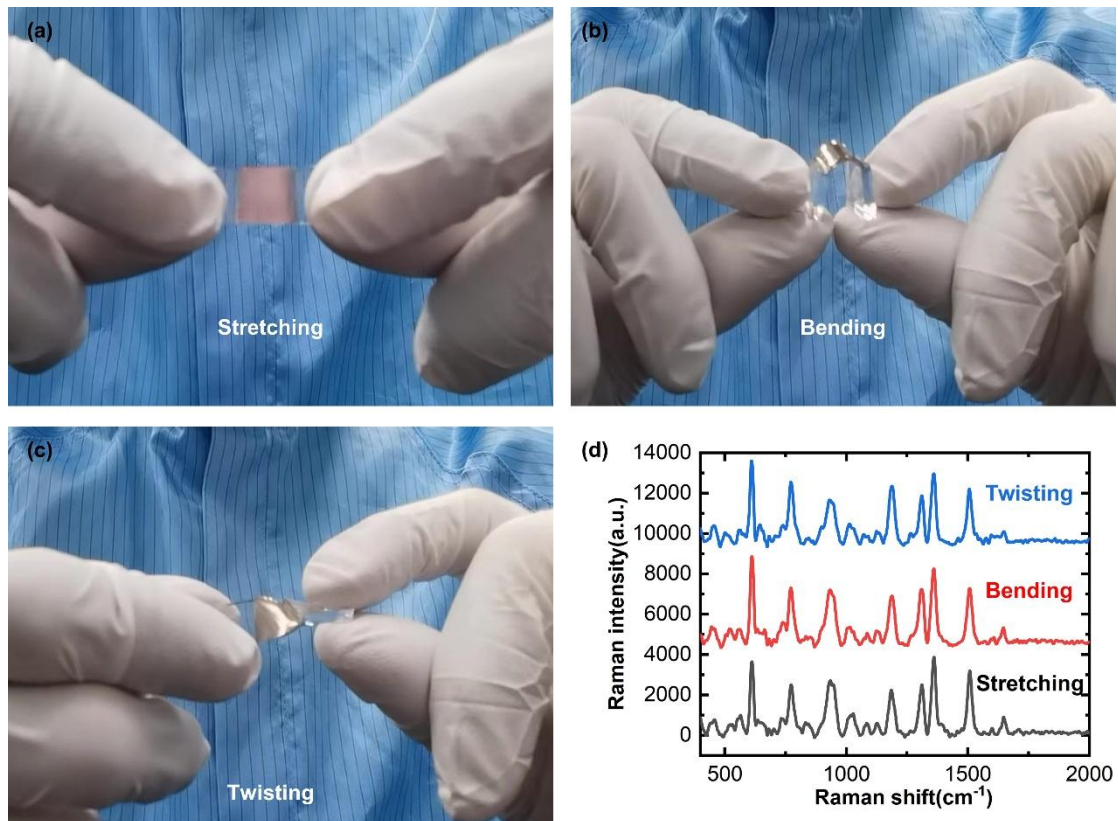 (a)
Stretching
(b)
Bending
(c)
Twisting
(d)
14000
12000
10000
8000
6000
4000
2000
0
Raman intensity(a.u.)
Twisting
Bending
Stretching
500
1000
1500
2000
Raman shift(cm⁻¹)